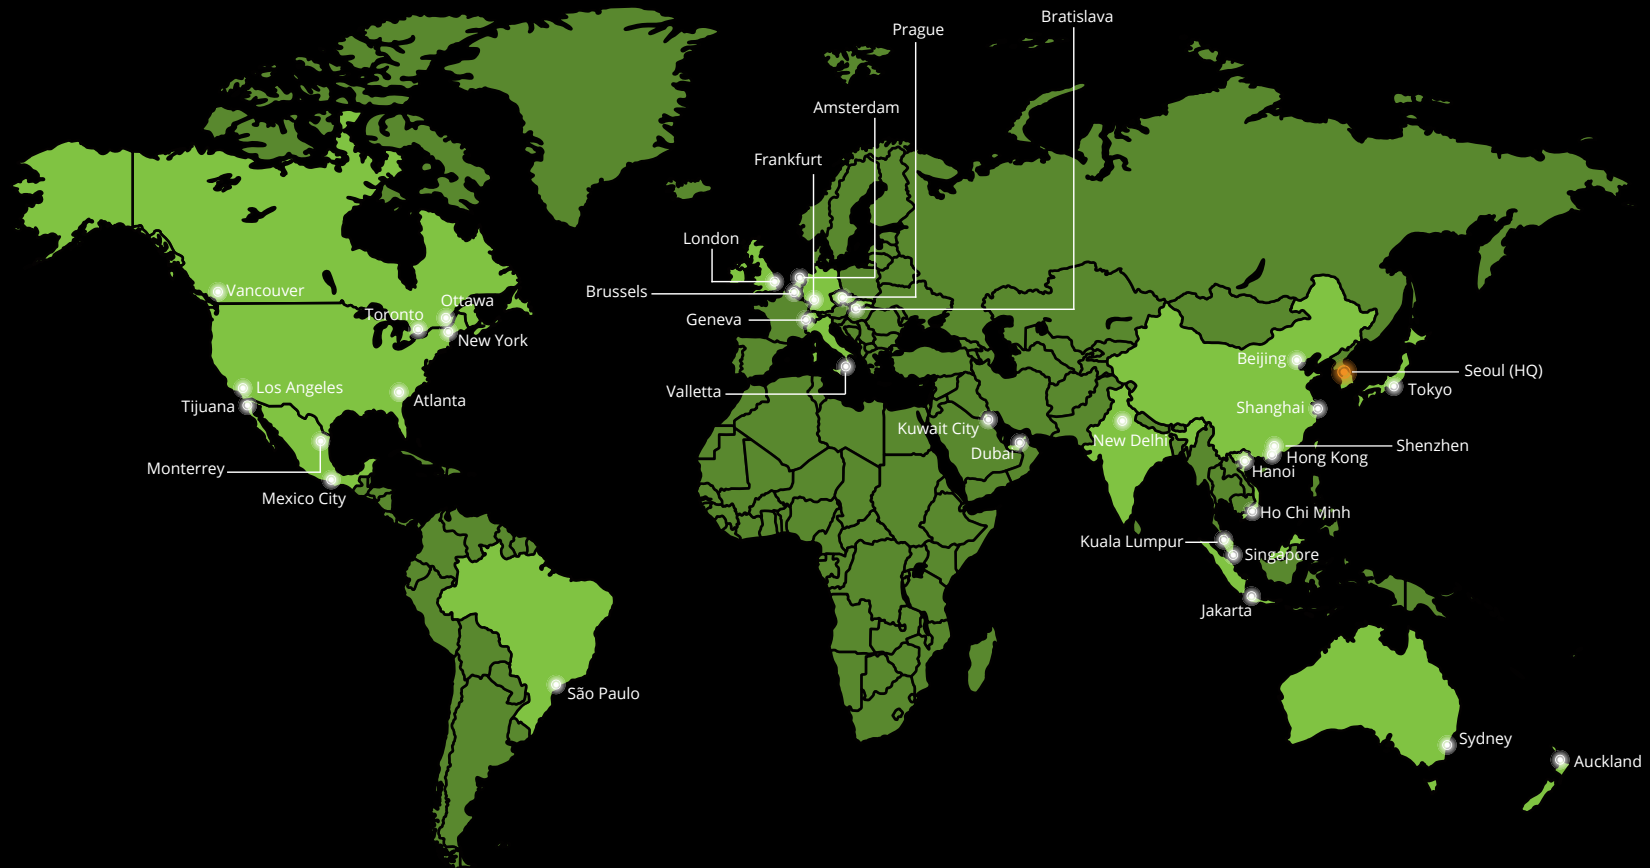 Bratislava
Prague
Amsterdam
Frankfurt
London
Brussels
Vancouver
Ottawa
Toronto
Geneva
New York
Beijing
Seoul (HQ)
Los Angeles
Tokyo
Valletta
Atlanta
Tijuana
Shanghai
Kuwait City
New Delhi
Shenzhen
Dubai
Hong Kong
Monterrey
Hanoi
Mexico City
Ho Chi Minh
Kuala Lumpur
Singapore
Jakarta
São Paulo
Sydney
Auckland